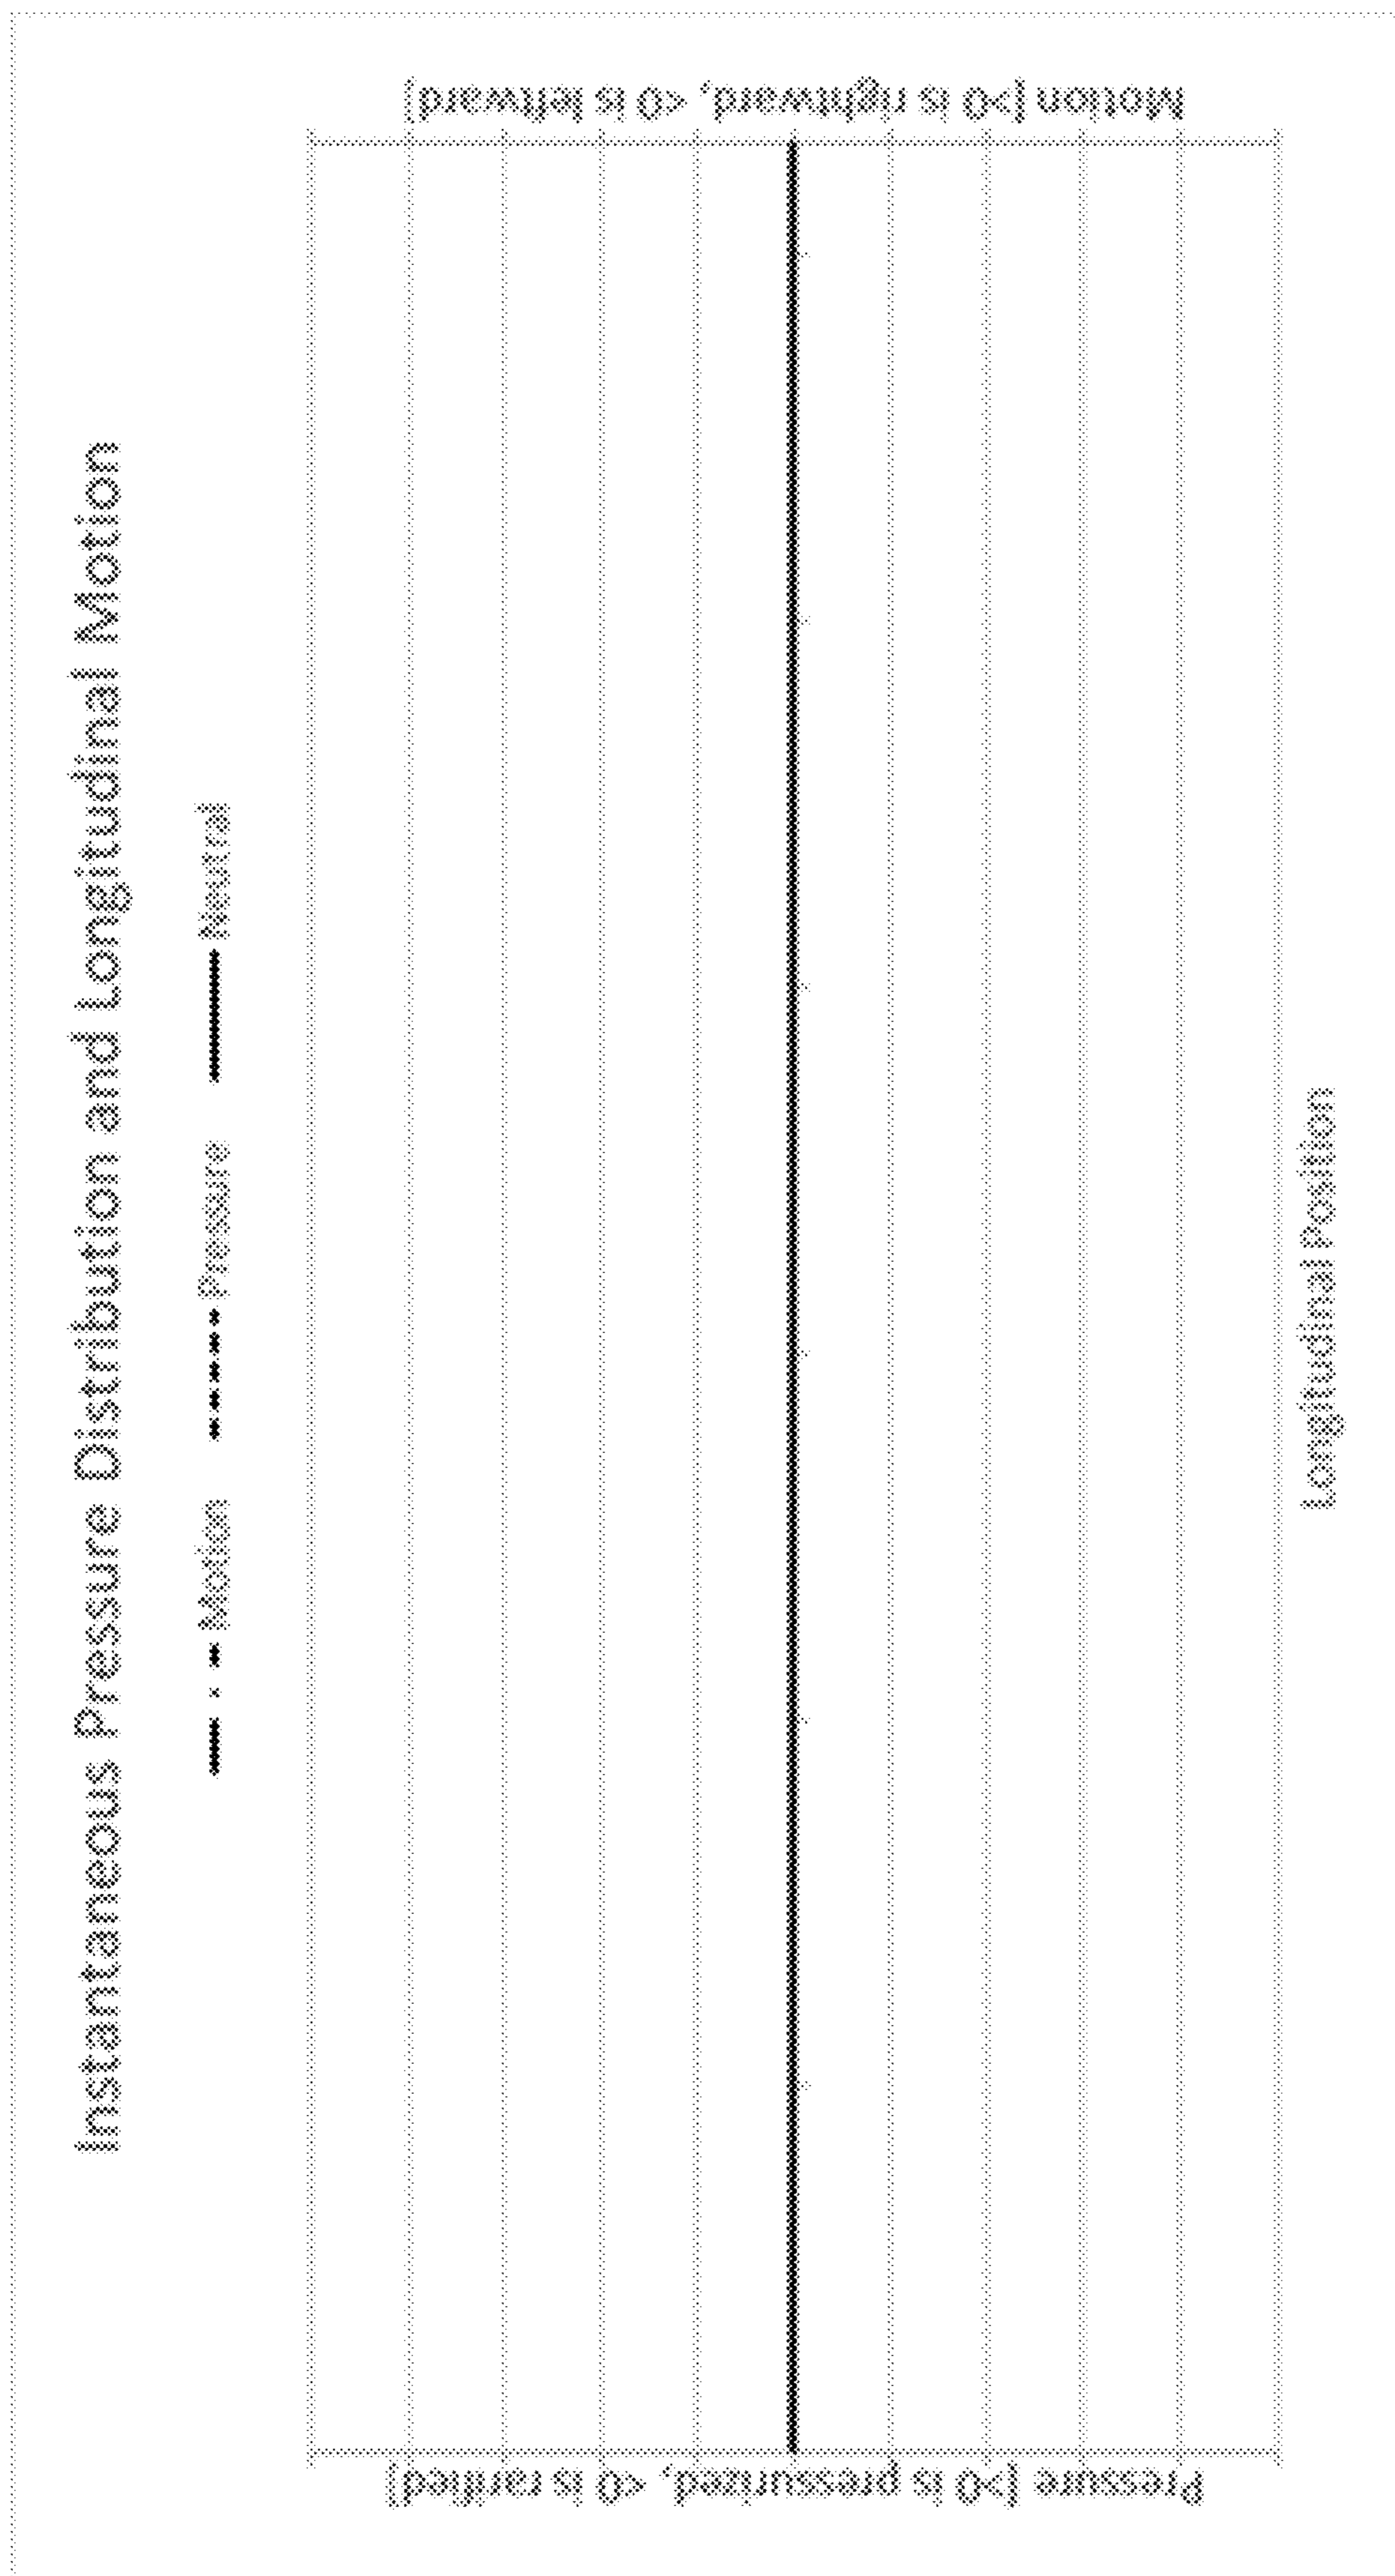 Instantaneous Pressure Distribution and Longitudinal Motion
Motion Pressure Neutral
Pressure [>0 is pressurized, <0 is rarified]
Motion [>0 is rightward, <0 is leftward]
Longitudinal Position